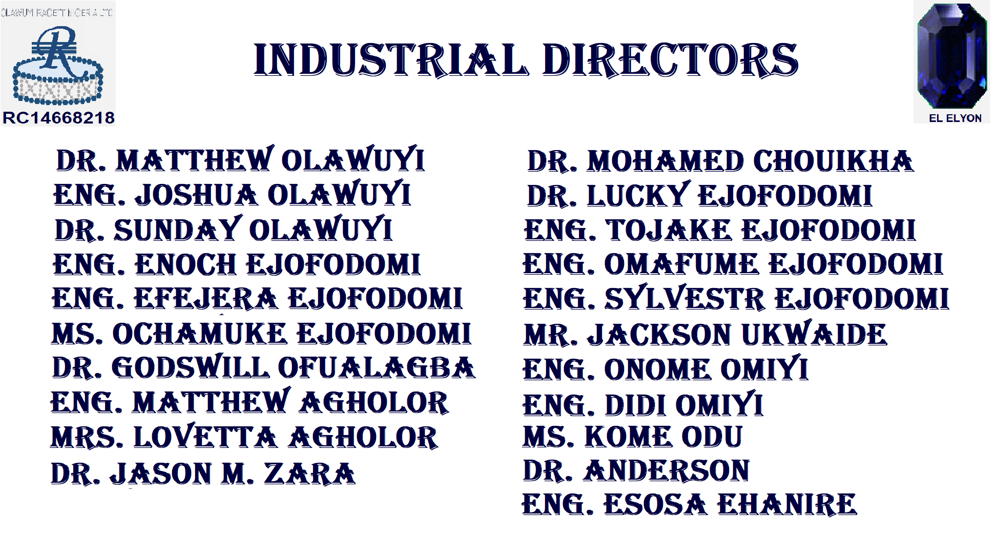 OLAWUYI RACETT NIGERIA LTD
R
RC14668218
INDUSTRIAL DIRECTORS
EL ELYON
DR. MATTHEW OLAWUYI
ENG. JOSHUA OLAWUYI
DR. SUNDAY OLAWUYI
ENG. ENOCH EJOFODOMI
ENG. EFEJERA EJOFODOMI
MS. OCHAMUKE EJOFODOMI
DR. GODSWILL OFUALAGBA
ENG. MATTHEW AGHOLOR
MRS. LOVETTA AGHOLOR
DR. JASON M. ZARA
DR. MOHAMED CHOUIKHA
DR. LUCKY EJOFODOMI
ENG. TOJAKE EJOFODOMI
ENG. OMAFUME EJOFODOMI
ENG. SYLVESTR EJOFODOMI
MR. JACKSON UKWAIDE
ENG. ONOME OMIYI
ENG. DIDI OMIYI
MS. KOME ODU
DR. ANDERSON
ENG. ESOSA EHANIRE